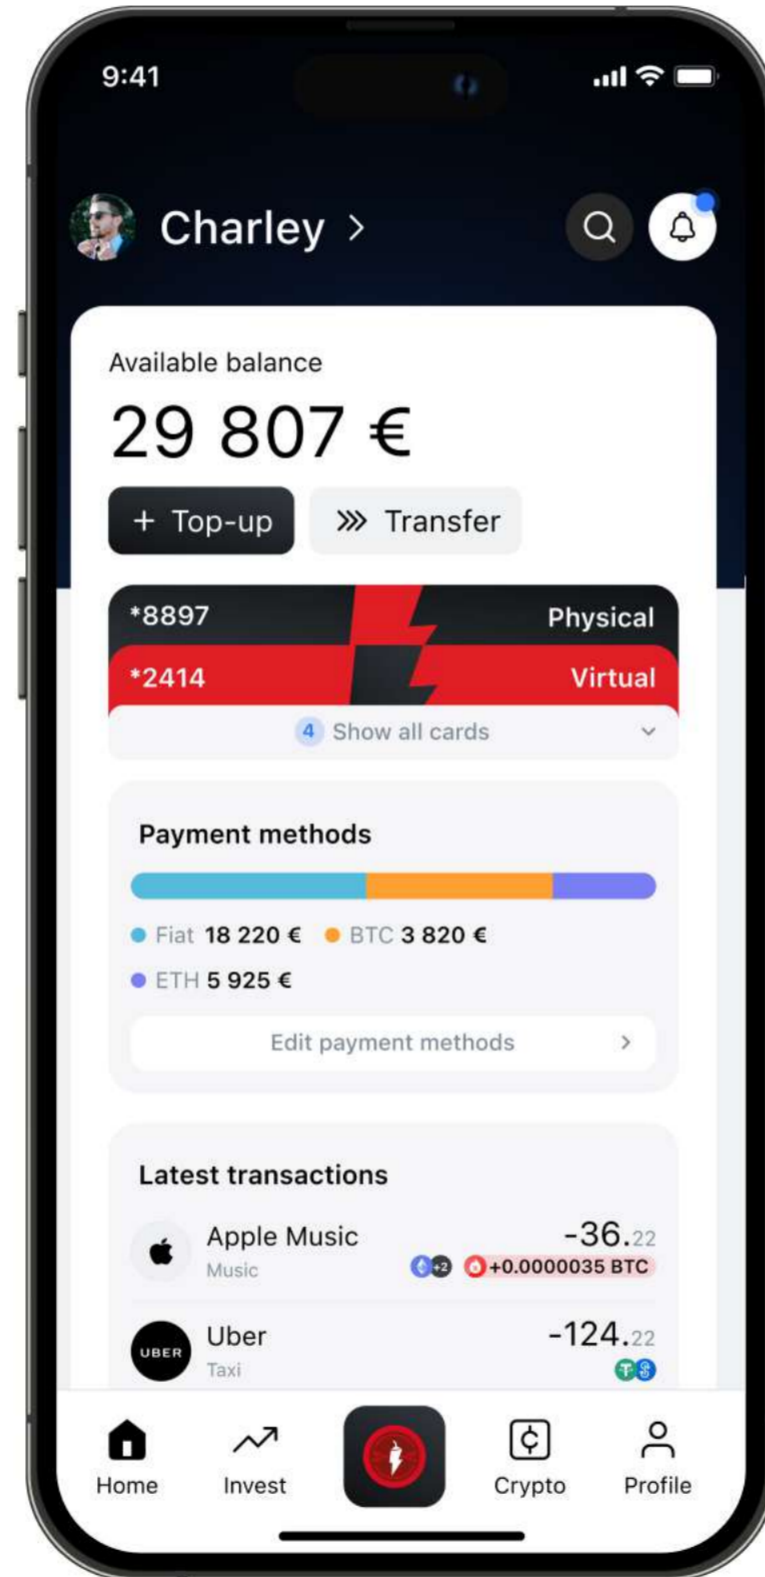 9:41
Charley >
Available balance
29 807 €
+ Top-up
Transfer
*8897 Physical
*2414 Virtual
4 Show all cards
Payment methods
Fiat 18 220 € BTC 3 820 €
ETH 5 925 €
Edit payment methods >
Latest transactions
Apple Music -36.22
Music +2 +0.0000035 BTC
UBER
Uber -124.22
Taxi
Home Invest Crypto Profile